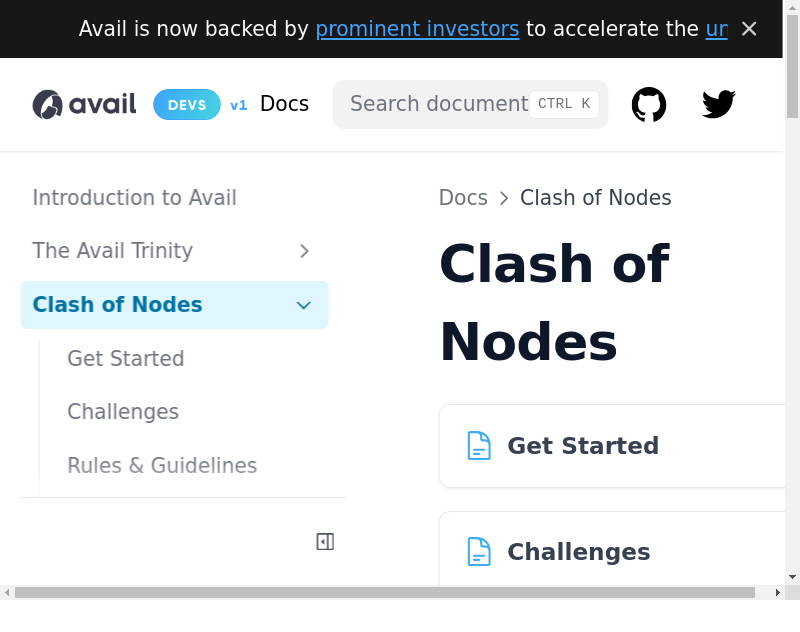 Avail is now backed by prominent investors to accelerate the ur
avail DEVS v1 Docs Search document CTRL K
Introduction to Avail
The Avail Trinity
Clash of Nodes
Get Started
Challenges
Rules & Guidelines
Docs > Clash of Nodes
Clash of
Nodes
Get Started
Challenges